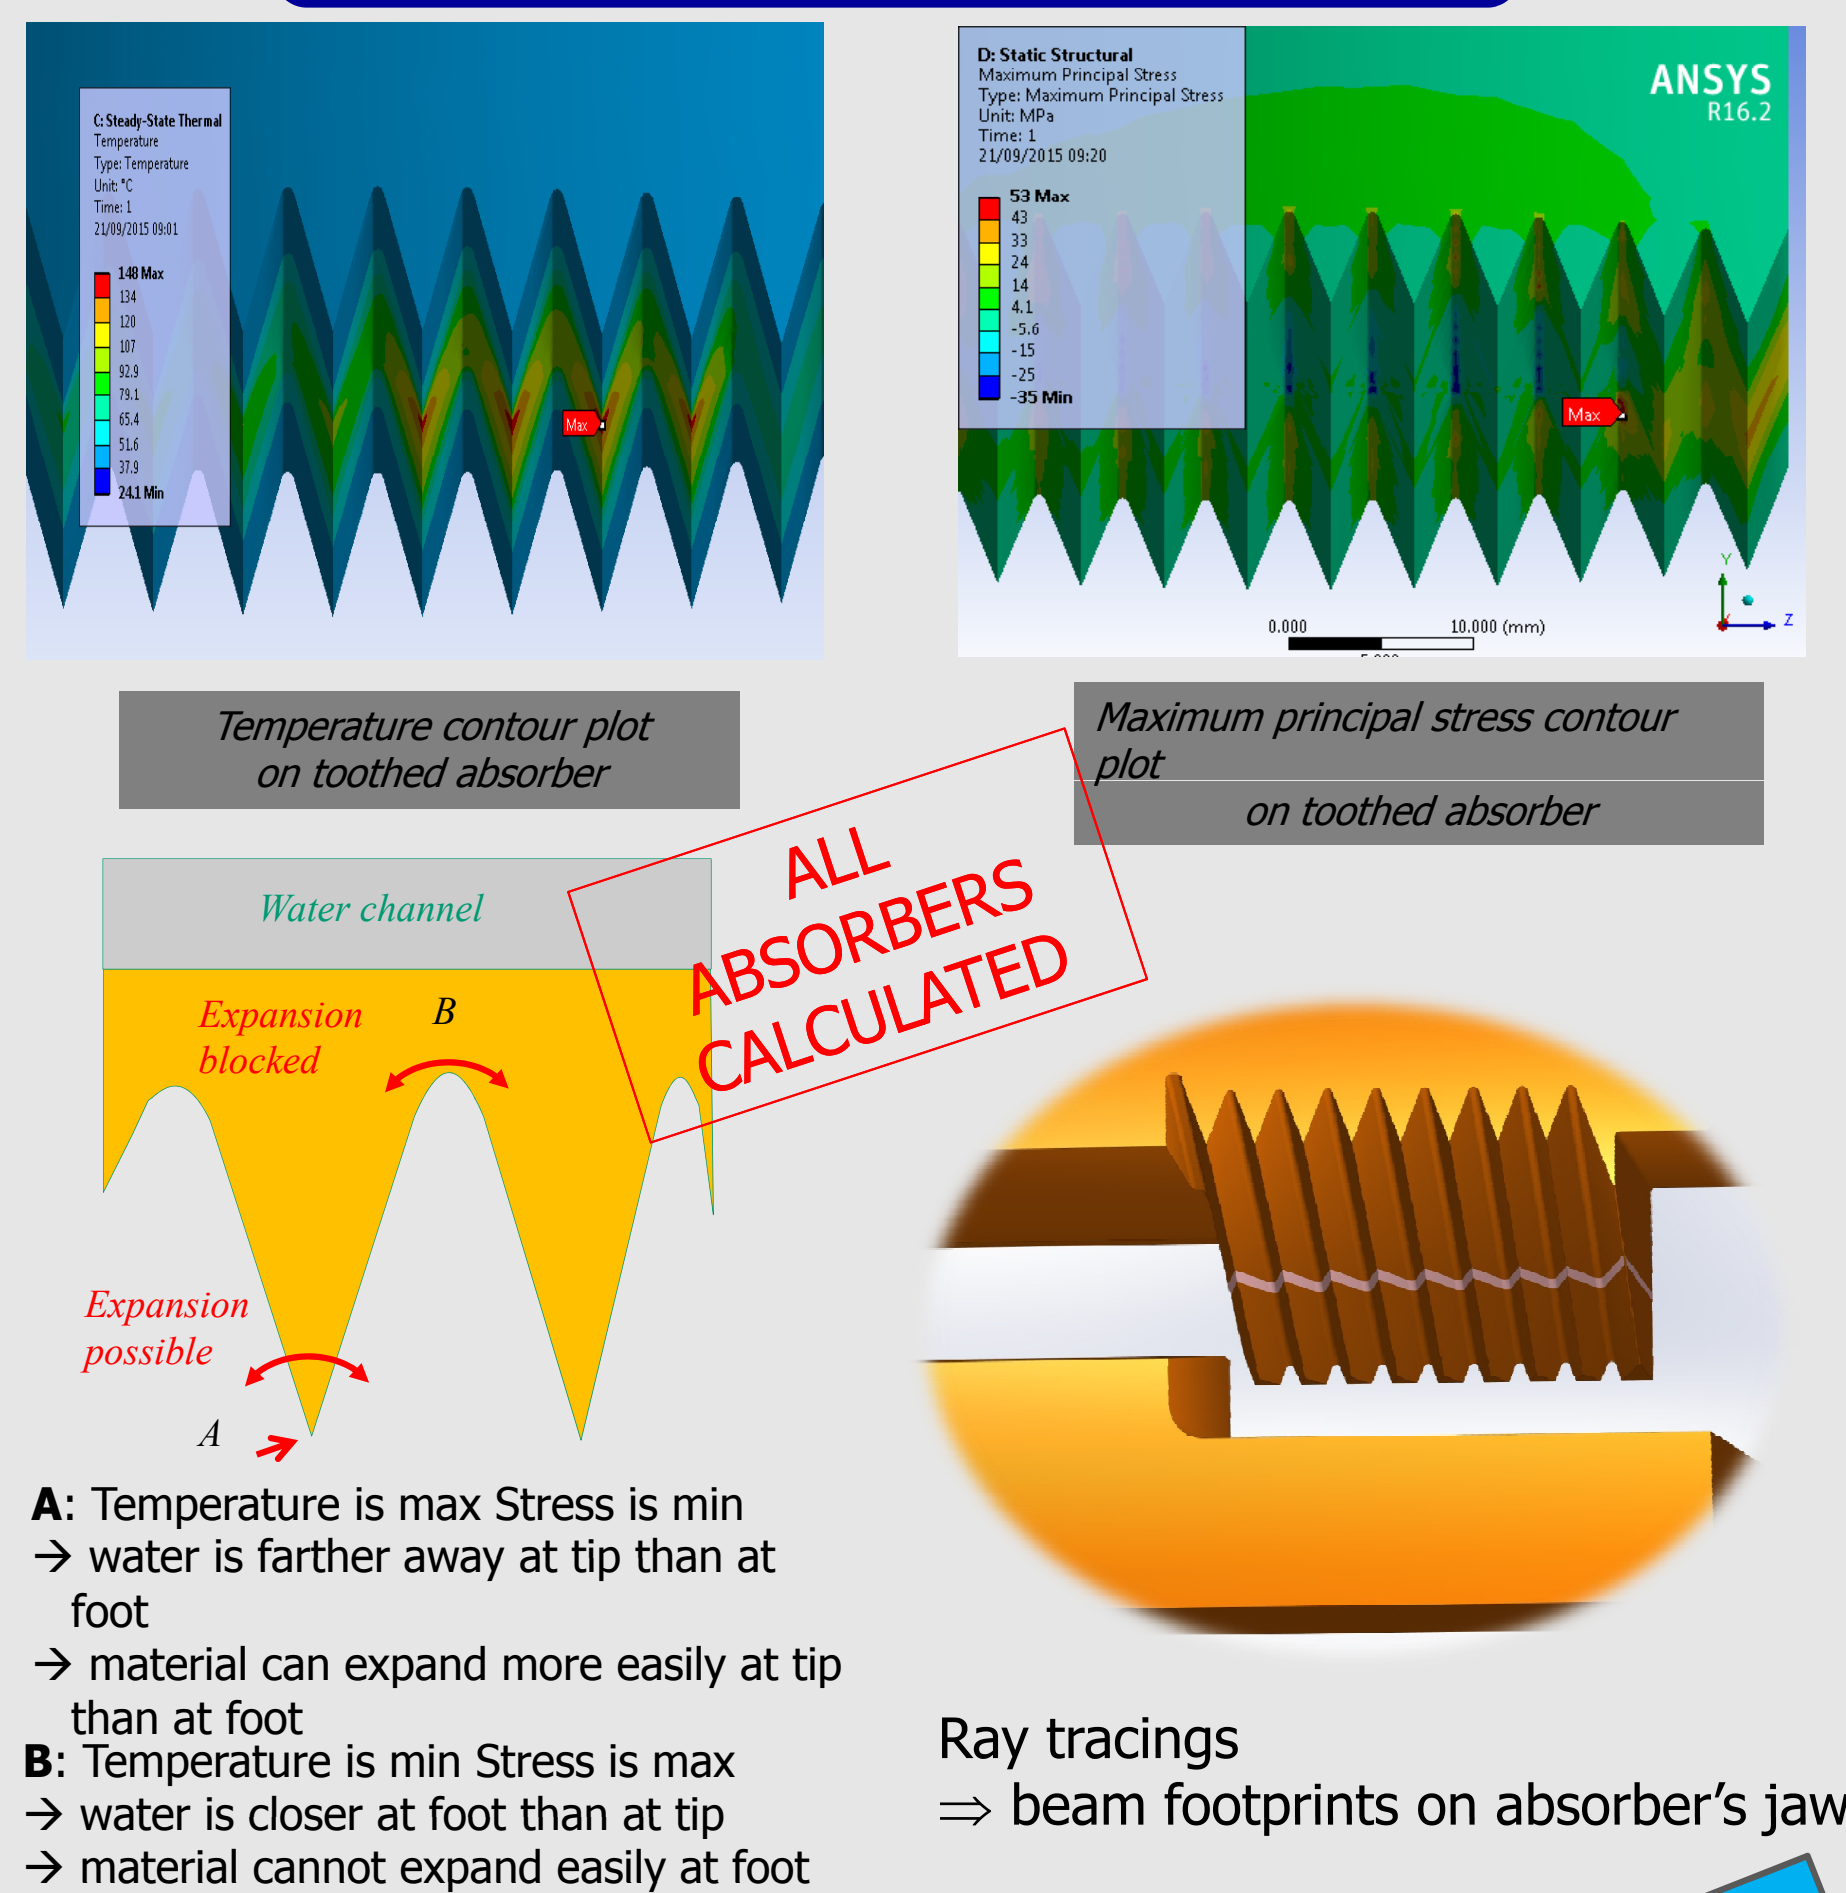 C: Steady-State Thermal
Temperature
Type: Temperature
Unit: °C
Time: 1
21/09/2015 09:01
148 Max
134
120
107
92.9
79.1
65.4
51.6
37.9
24.1 Min
Max
D: Static Structural
Maximum Principal Stress
Type: Maximum Principal Stress
Unit: MPa
Time: 1
21/09/2015 09:20
53 Max
43
33
24
14
4.1
-5.6
-15
-25
-35 Min
ANSYS
R16.2
Max
Y
Z
0.000
10.000 (mm)
Temperature contour plot
on toothed absorber
Maximum principal stress contour
plot
on toothed absorber
ALL
ABSORBERS
CALCULATED
Water channel
Expansion
blocked
B
Expansion
possible
A
A: Temperature is max Stress is min
→ water is farther away at tip than at
foot
→ material can expand more easily at tip
than at foot
B: Temperature is min Stress is max
→ water is closer at foot than at tip
→ material cannot expand easily at foot
Ray tracings
⇒ beam footprints on absorber’s jaw